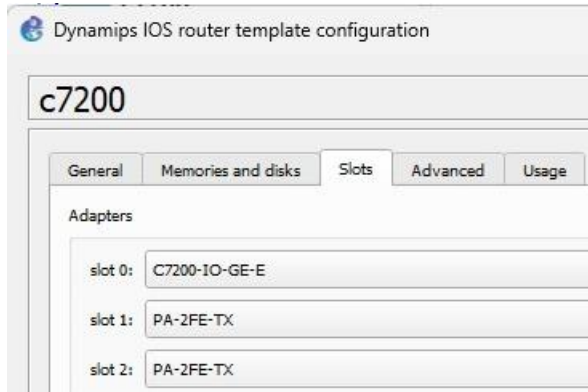 Dynamips IOS router template configuration
c7200
General Memories and disks Slots Advanced Usage
Adapters
slot 0: C7200-IO-GE-E
slot 1: PA-2FE-TX
slot 2: PA-2FE-TX